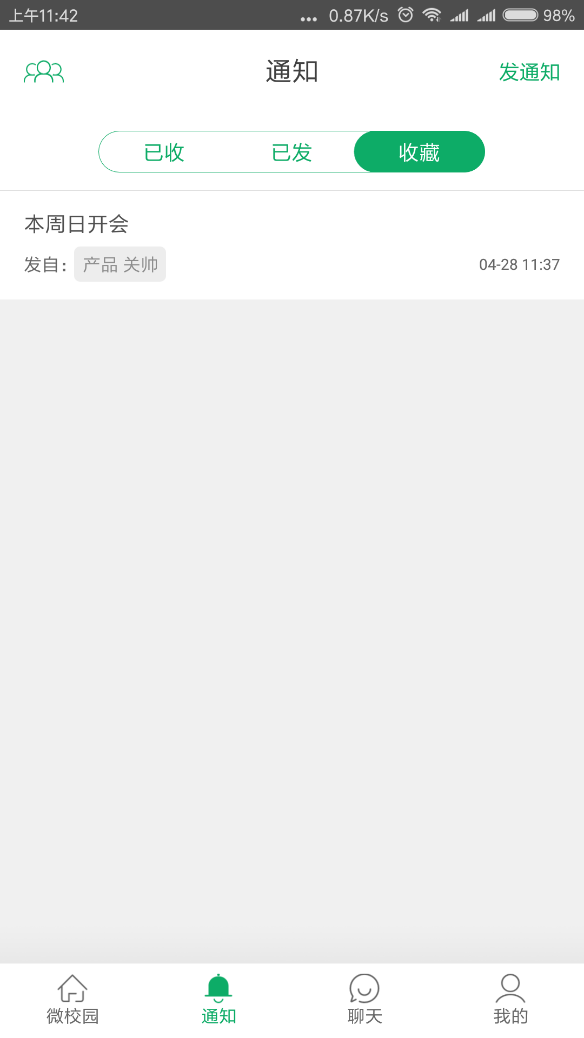 上午11:42 ... 0.87K/s 98%
通知 发通知
已收 已发 收藏
本周日开会
发自: 产品 关帅 04-28 11:37
微校园 通知 聊天 我的